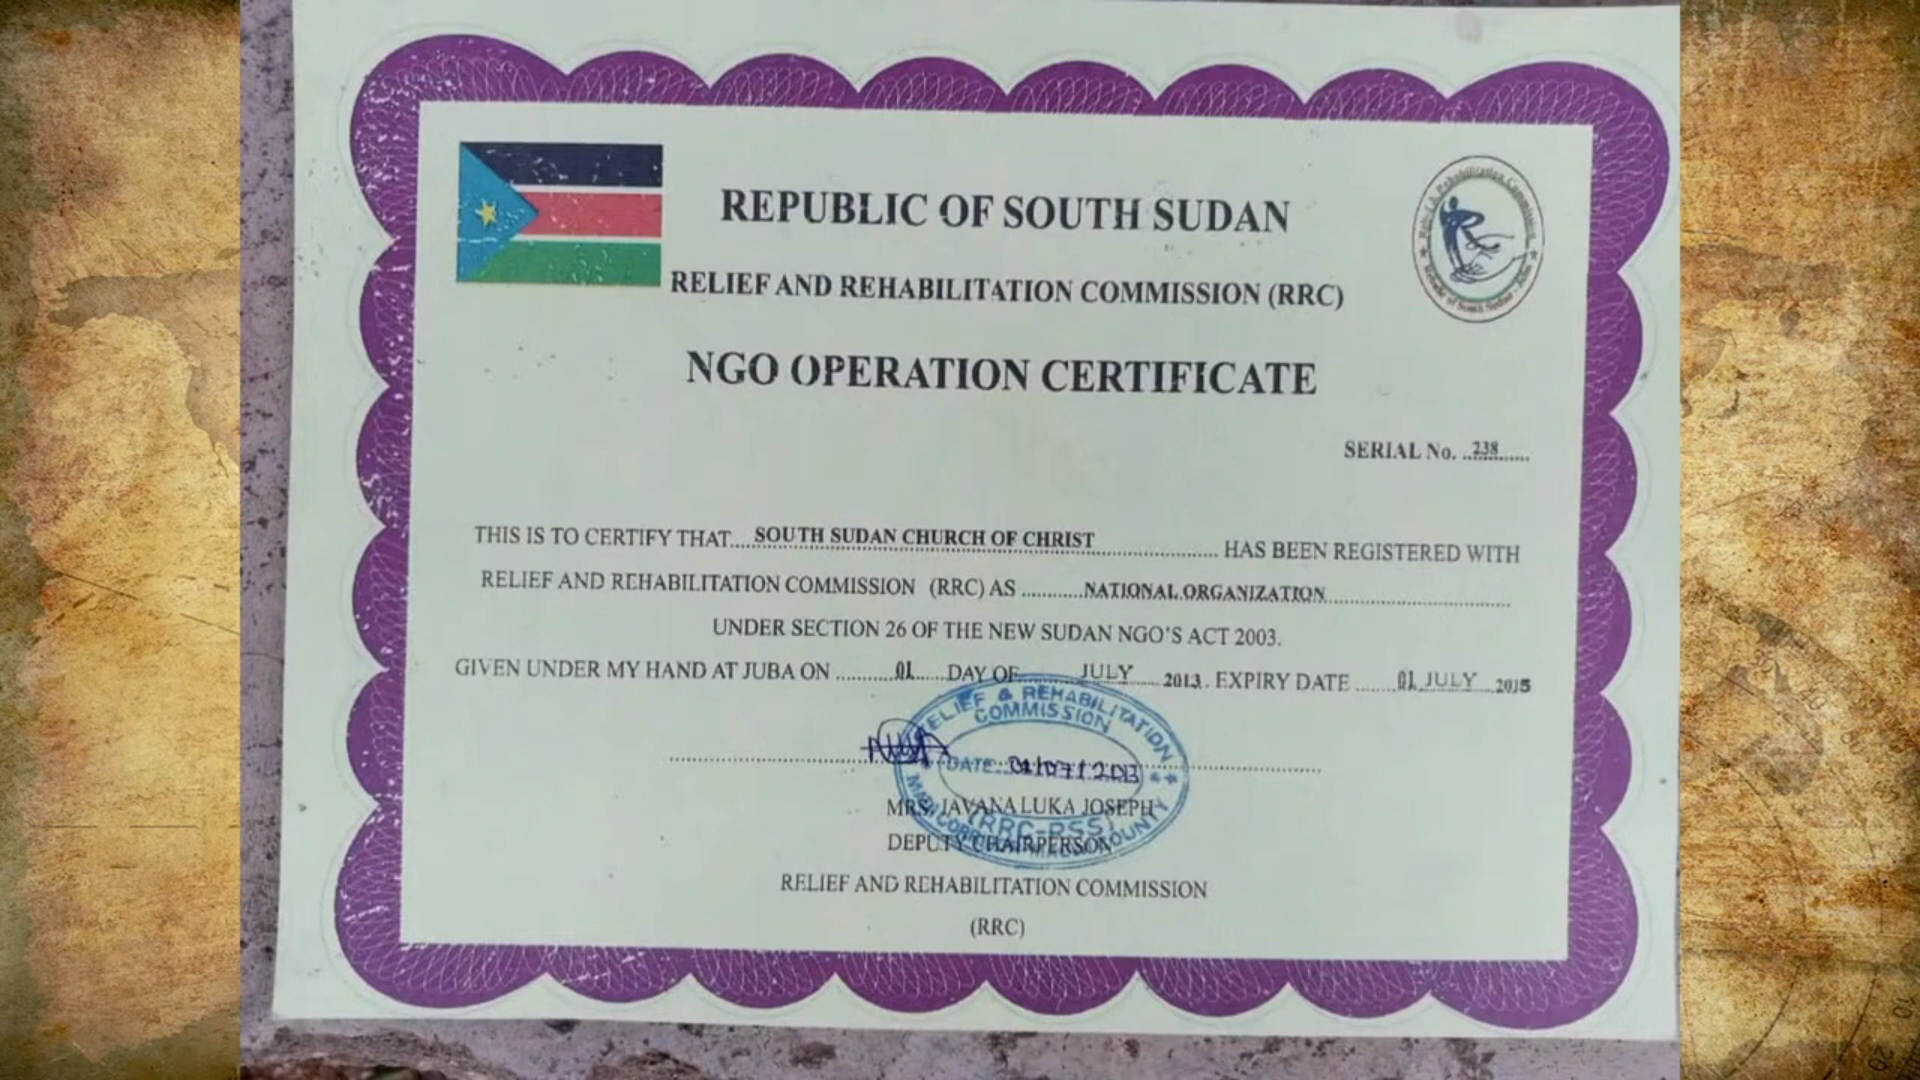 REPUBLIC OF SOUTH SUDAN
RELIEF AND REHABILITATION COMMISSION (RRC)
NGO OPERATION CERTIFICATE
SERIAL No. ..238......
THIS IS TO CERTIFY THAT....SOUTH SUDAN CHURCH OF CHRIST.................... HAS BEEN REGISTERED WITH
RELIEF AND REHABILITATION COMMISSION (RRC) AS ............NATIONAL ORGANIZATION..............................
UNDER SECTION 26 OF THE NEW SUDAN NGO'S ACT 2003.
GIVEN UNDER MY HAND AT JUBA ON ............01......DAY OF............JULY......2013. EXPIRY DATE ........01 JULY....2015
RELIEF & REHABILITATION
COMMISSION
DATE: 01/07/2013
MRS. JAVANA LUKA JOSEPH
(RRC-RSS)
DEPUTY CHAIRPERSON
RELIEF AND REHABILITATION COMMISSION
(RRC)